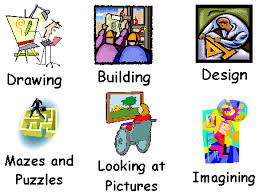 Drawing
Building
Design
Mazes and
Puzzles
Looking at
Pictures
Imagining